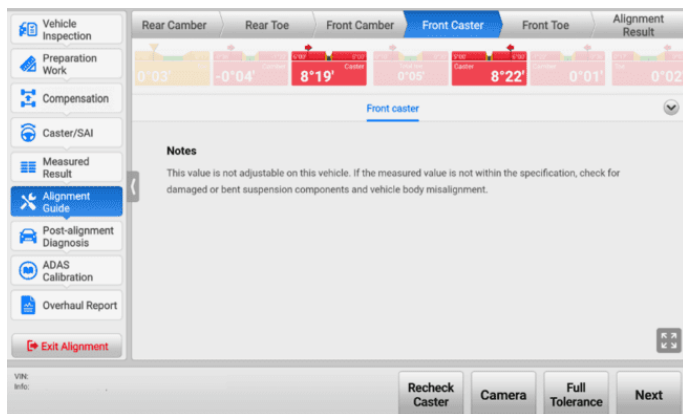 Vehicle
Inspection
Preparation
Work
Compensation
Caster/SAI
Measured
Result
Alignment
Guide
Post-alignment
Diagnosis
ADAS
Calibration
Overhaul Report
Exit Alignment
Rear Camber
Rear Toe
Front Camber
Front Caster
Front Toe
Alignment
Result
0°03'
-0°04'
Caster
8°19'
0°05'
Caster
8°22'
0°01'
0°02
Front caster
Notes
This value is not adjustable on this vehicle. If the measured value is not within the specification, check for
damaged or bent suspension components and vehicle body misalignment.
VIN:
Info:
Recheck
Caster
Camera
Full
Tolerance
Next